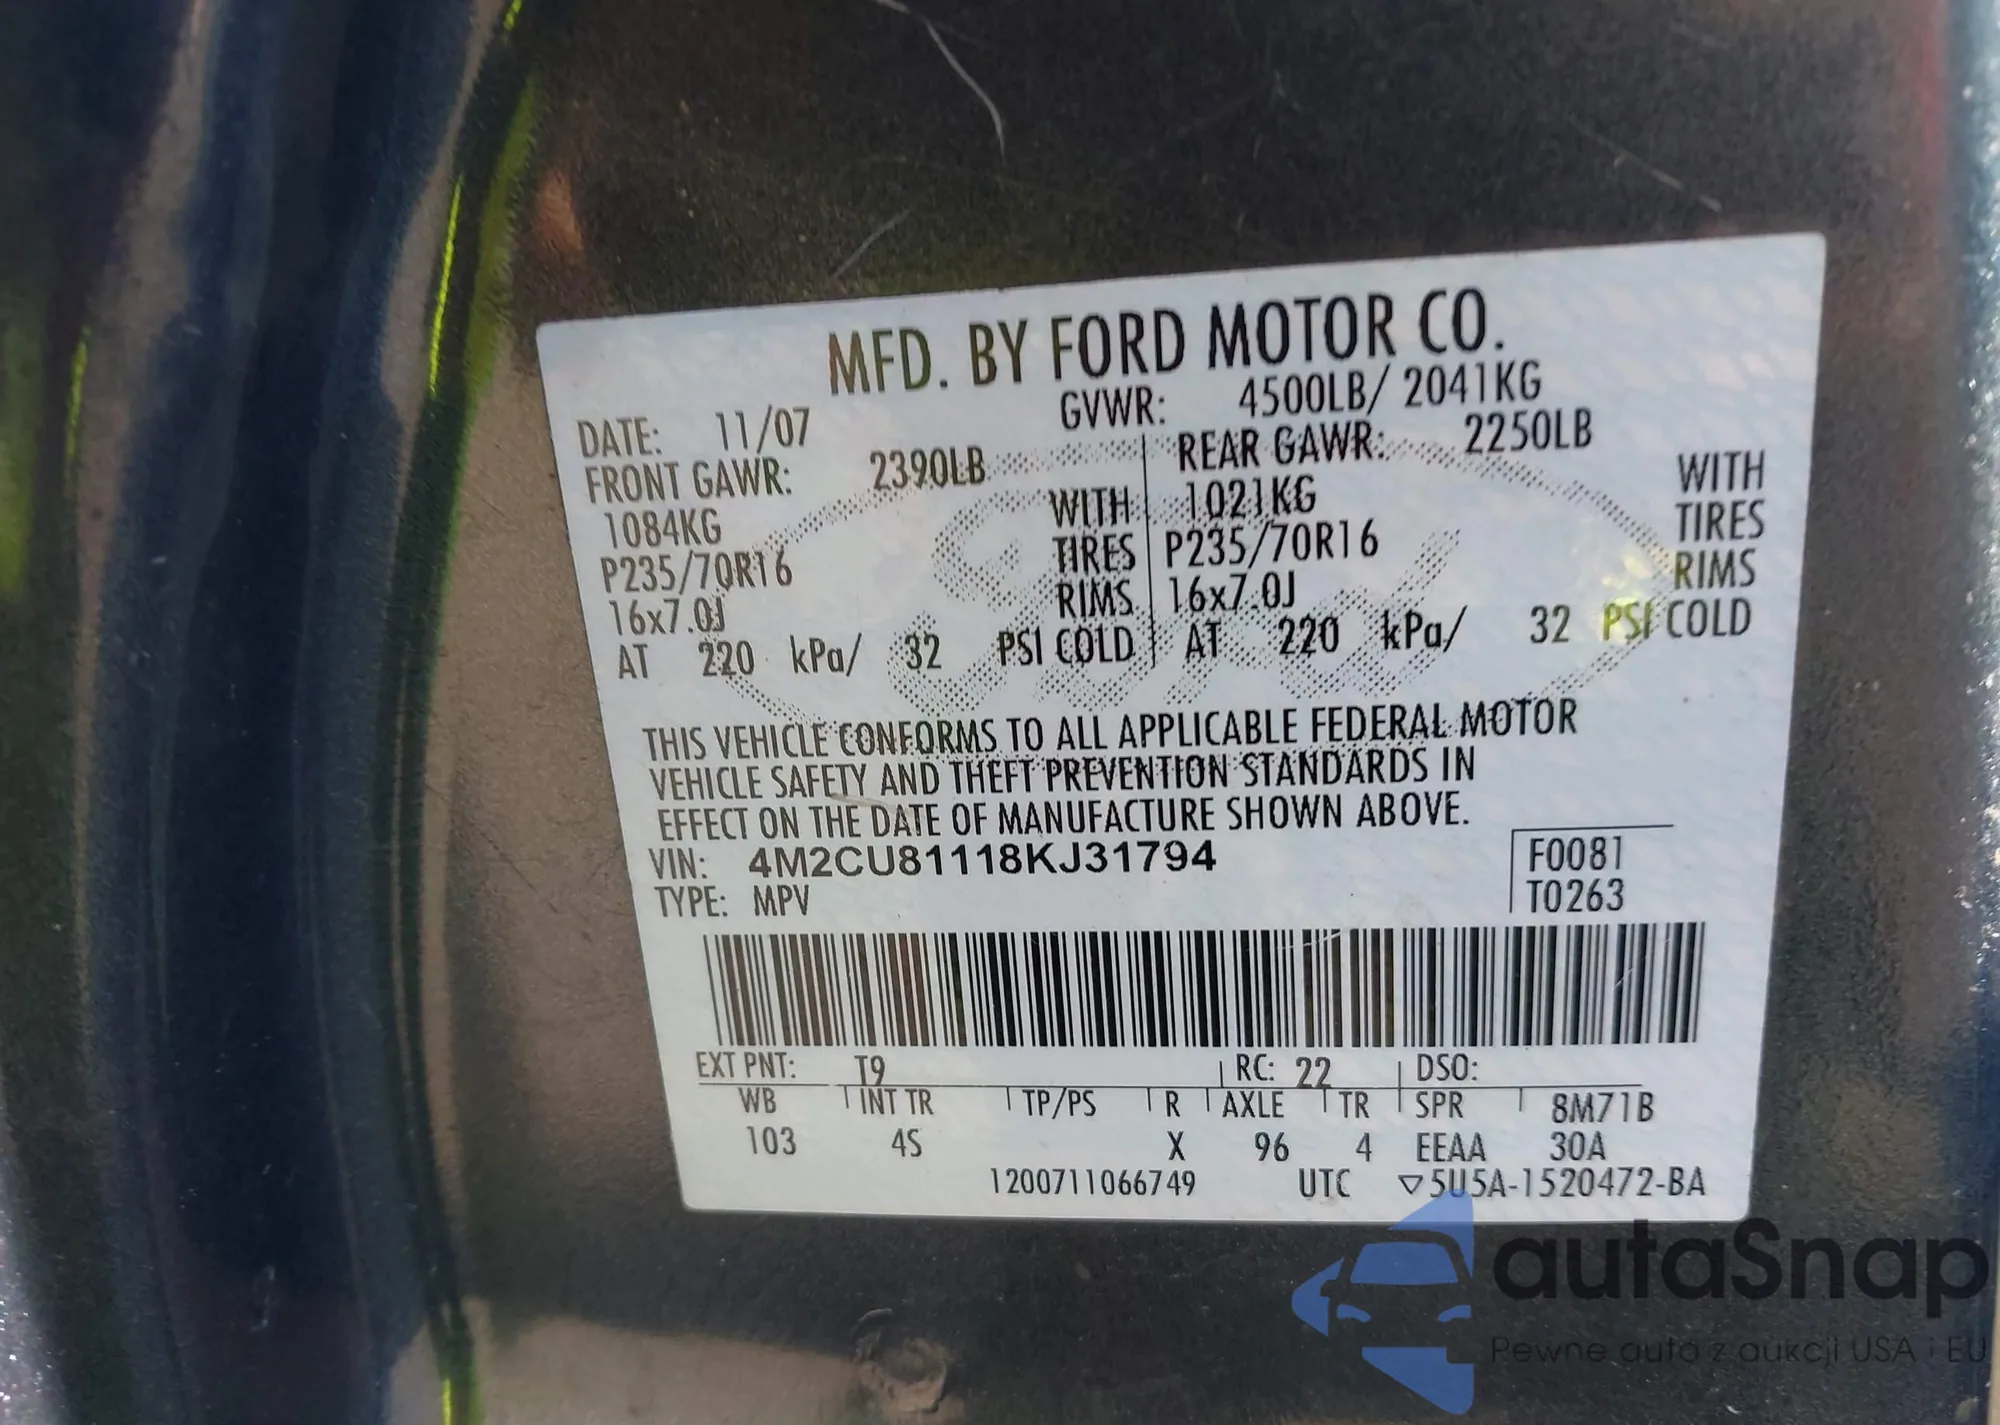 MFD. BY FORD MOTOR CO.
DATE: 11/07 GVWR: 4500LB/ 2041KG
FRONT GAWR: 2390LB REAR GAWR: 2250LB
1084KG WITH 1021KG WITH
P235/70R16 TIRES P235/70R16 TIRES
16x7.0J RIMS 16x7.0J RIMS
AT 220 kPa/ 32 PSI COLD AT 220 kPa/ 32 PSI COLD
THIS VEHICLE CONFORMS TO ALL APPLICABLE FEDERAL MOTOR
VEHICLE SAFETY AND THEFT PREVENTION STANDARDS IN
EFFECT ON THE DATE OF MANUFACTURE SHOWN ABOVE.
VIN: 4M2CU81118KJ31794 F0081
TYPE: MPV T0263
EXT PNT: T9 RC: 22 DSO:
WB INT TR TP/PS R AXLE TR SPR 8M71B
103 4S X 96 4 EEAA 30A
1200711066749 UTC ▽5U5A-1520472-BA
autaSnap
Pewne auta z aukcji USA i EU